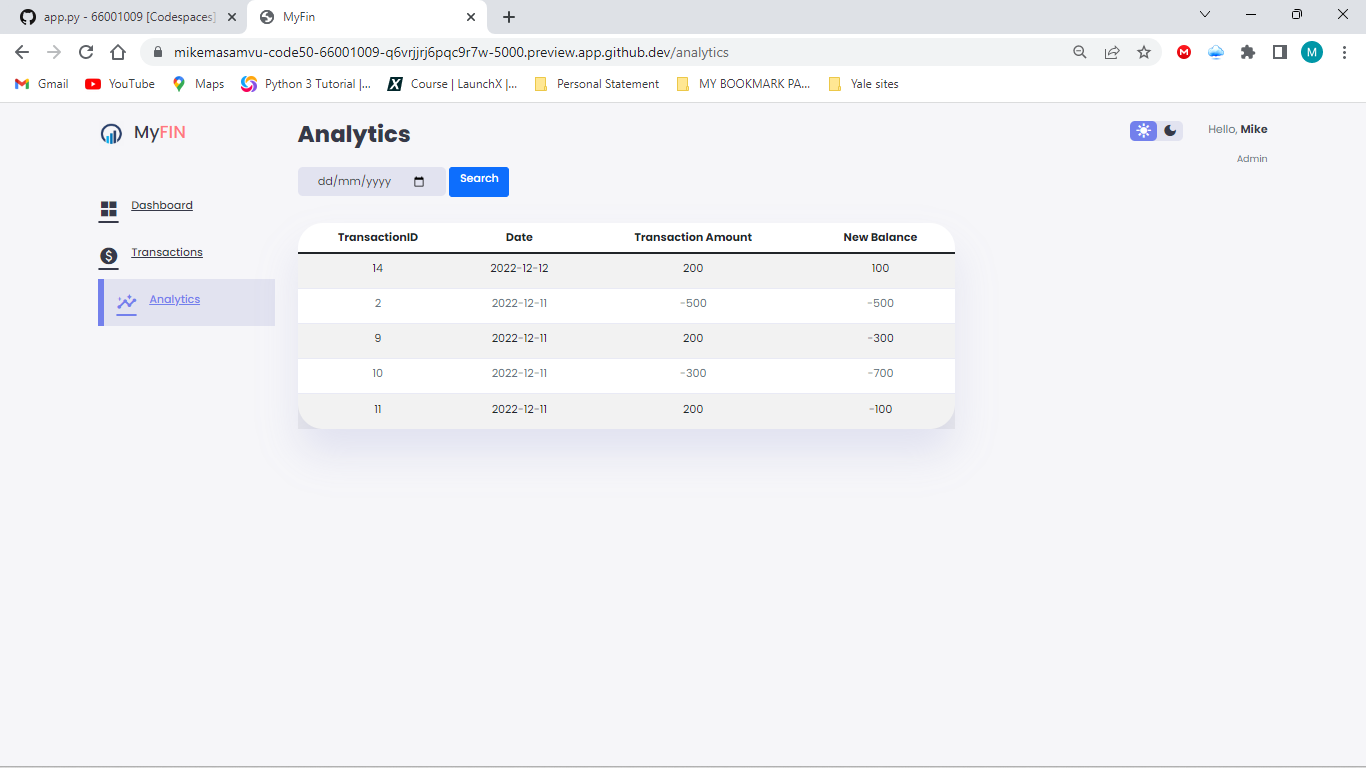 app.py - 66001009 [Codespaces]
MyFin
mikemasamvu-code50-66001009-q6vrjjrj6pqc9r7w-5000.preview.app.github.dev/analytics
M
M
Gmail
YouTube
Maps
Python 3 Tutorial |...
Course | LaunchX |...
Personal Statement
MY BOOKMARK PA...
Yale sites
MyFIN
Analytics
Hello, Mike
Admin
dd/mm/yyyy
Search
Dashboard
$
Transactions
Analytics
TransactionID Date Transaction Amount New Balance
14 2022-12-12 200 100
2 2022-12-11 -500 -500
9 2022-12-11 200 -300
10 2022-12-11 -300 -700
11 2022-12-11 200 -100